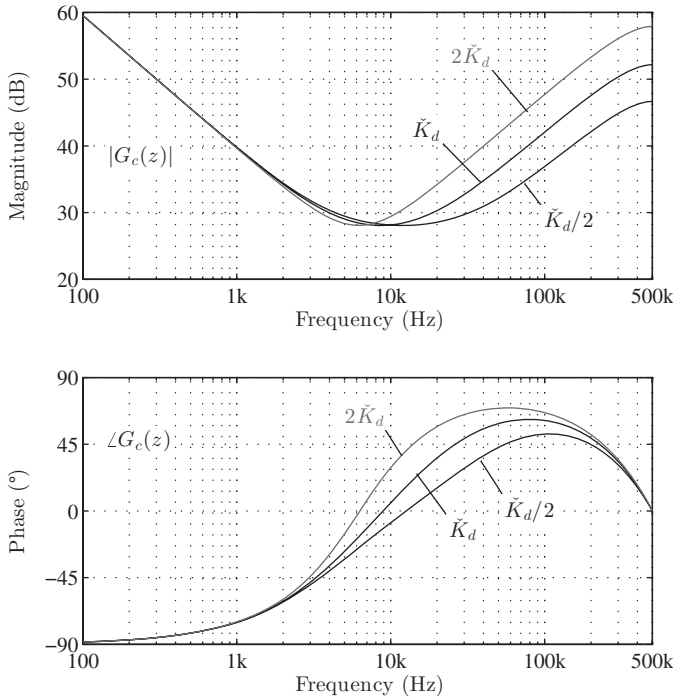 60
50
40
30
20
Magnitude (dB)
|G_c(z)|
2Ǩ_d
Ǩ_d
Ǩ_d/2
100
1k
10k
100k
500k
Frequency (Hz)
90
45
0
−45
−90
Phase (°)
∠G_c(z)
2Ǩ_d
Ǩ_d/2
Ǩ_d
100
1k
10k
100k
500k
Frequency (Hz)